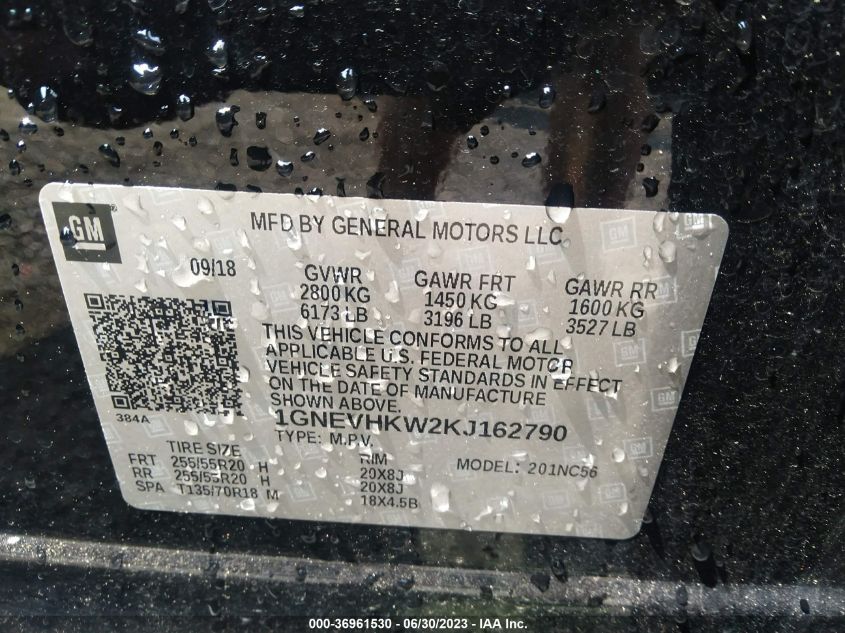 GM
MFD BY GENERAL MOTORS LLC
09/18
GVWR
2800 KG
6173 LB
GAWR FRT
1450 KG
3196 LB
GAWR RR
1600 KG
3527 LB
THIS VEHICLE CONFORMS TO ALL
APPLICABLE U.S. FEDERAL MOTOR
VEHICLE SAFETY STANDARDS IN EFFECT
ON THE DATE OF MANUFACTURE
SHOWN ABOVE.
384A
1GNEVHKW2KJ162790
TYPE: M.P.V.
MODEL: 201NC56
TIRE SIZE RIM
FRT 255/55R20 H 20X8J
RR 255/55R20 H 20X8J
SPA T135/70R18 M 18X4.5B
000-36961530 - 06/30/2023 - IAA Inc.